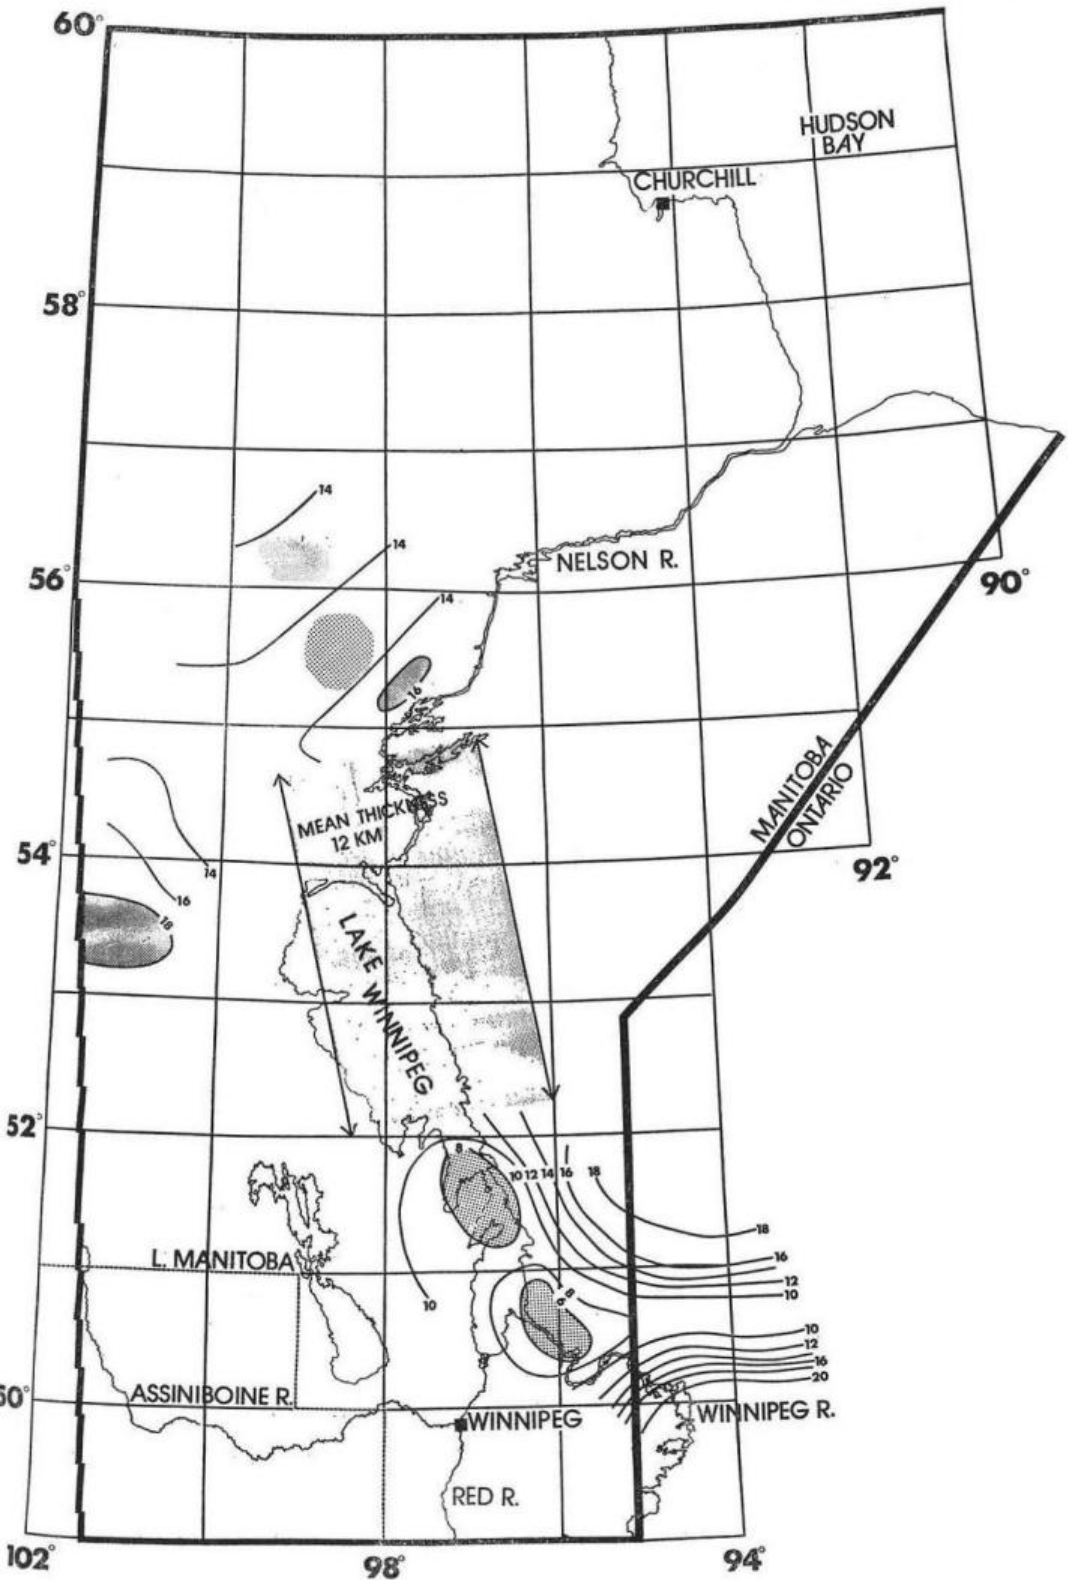 60°
HUDSON
BAY
CHURCHILL
58°
14
14
NELSON R.
56°
90°
14
16
MANITOBA
ONTARIO
MEAN THICKNESS
12 KM
54°
14
92°
16
18
LAKE WINNIPEG
52°
8
10 12 14 16 18
18
L. MANITOBA
16
12
10
8
6
10
10
12
16
20
ASSINIBOINE R.
WINNIPEG R.
WINNIPEG
RED R.
102°
98°
94°